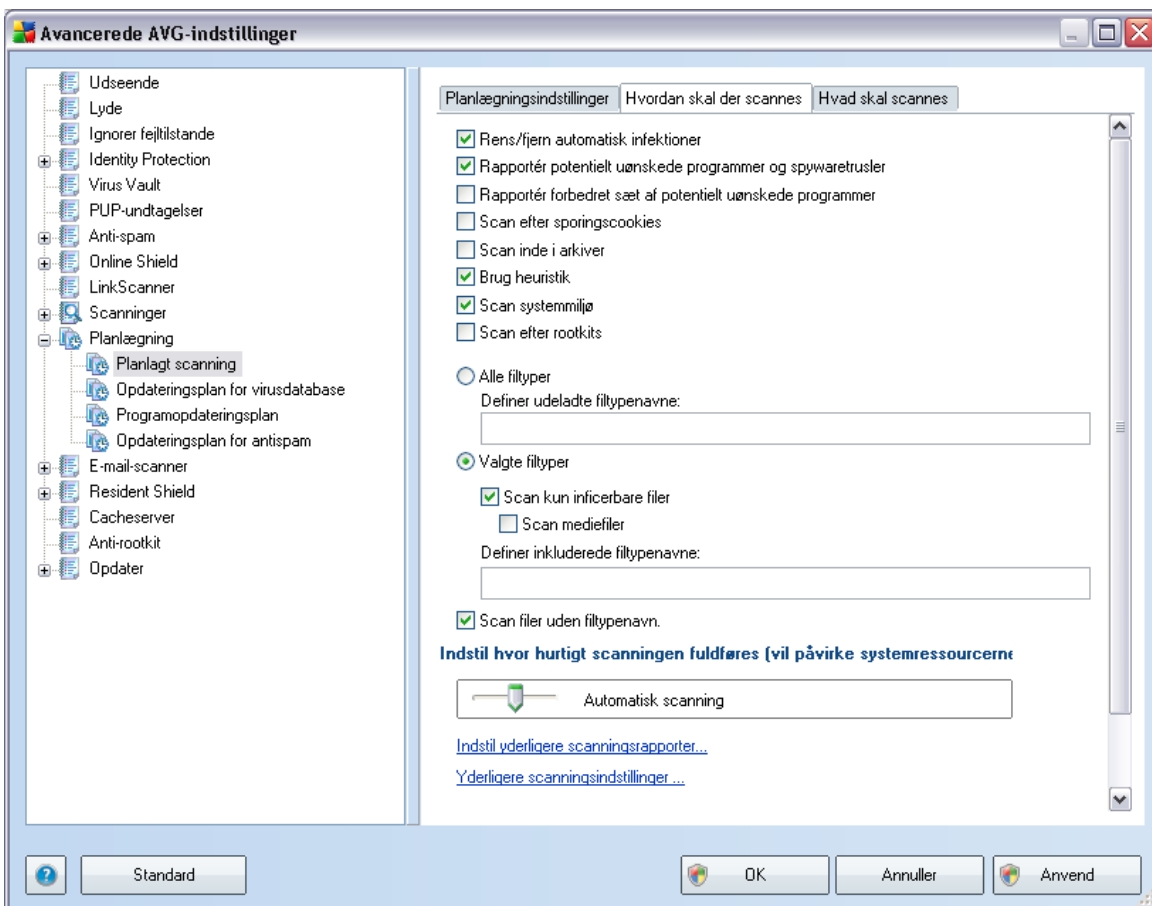 Avancerede AVG-indstillinger
Udseende
Lyde
Ignorer fejltilstande
Identity Protection
Virus Vault
PUP-undtagelser
Anti-spam
Online Shield
LinkScanner
Scanninger
Planlægning
Planlagt scanning
Opdateringsplan for virusdatabase
Programopdateringsplan
Opdateringsplan for antispam
E-mail-scanner
Resident Shield
Cacheserver
Anti-rootkit
Opdater
Planlægningsindstillinger
Hvordan skal der scannes
Hvad skal scannes
Rens/fjern automatisk infektioner
Rapportér potentielt uønskede programmer og spywaretrusler
Rapportér forbedret sæt af potentielt uønskede programmer
Scan efter sporingscookies
Scan inde i arkiver
Brug heuristik
Scan systemmiljø
Scan efter rootkits
Alle filtyper
Definer udeladte filtypenavne:
Valgte filtyper
Scan kun inficerbare filer
Scan mediefiler
Definer inkluderede filtypenavne:
Scan filer uden filtypenavn.
Indstil hvor hurtigt scanningen fuldføres (vil påvirke systemressourcerne
Automatisk scanning
Indstil yderligere scanningsrapporter...
Yderligere scanningsindstillinger ...
Standard
OK
Annuller
Anvend